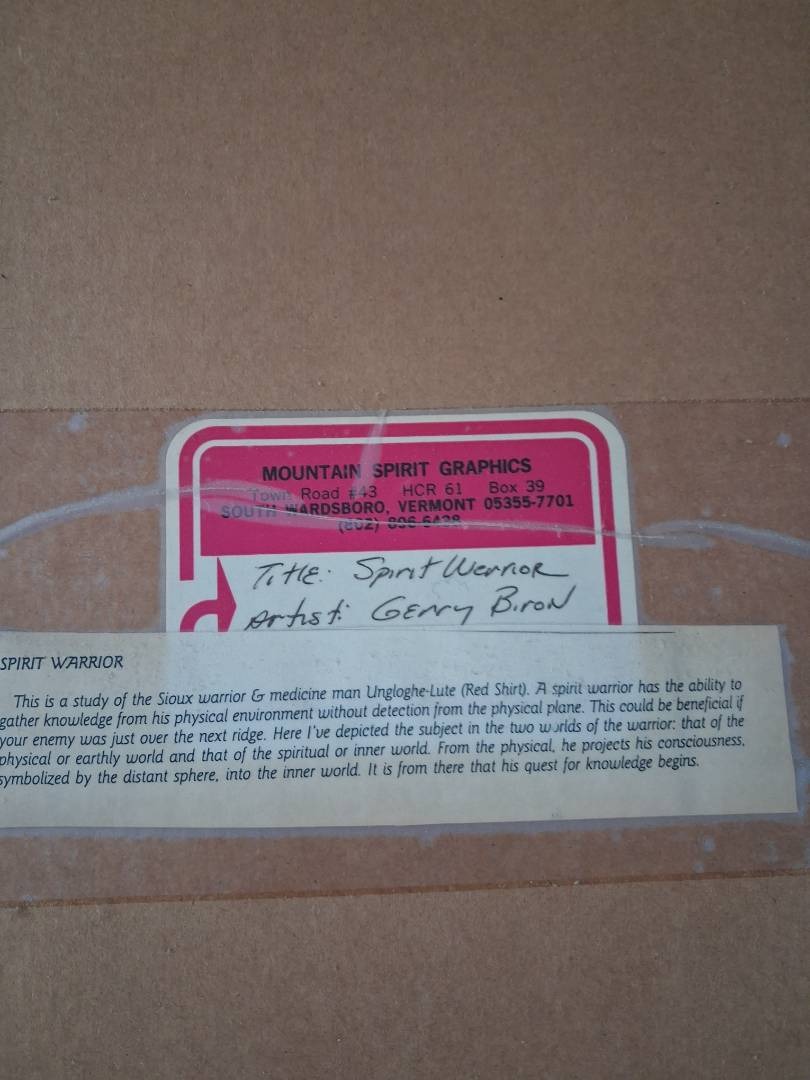 MOUNTAIN SPIRIT GRAPHICS
Town Road #43 HCR 61 Box 39
SOUTH WARDSBORO, VERMONT 05355-7701
(802) 896-6438
Title: Spirit Warrior
Artist: Gerry Biron
SPIRIT WARRIOR
This is a study of the Sioux warrior & medicine man Ungloghe-Lute (Red Shirt). A spirit warrior has the ability to
gather knowledge from his physical environment without detection from the physical plane. This could be beneficial if
your enemy was just over the next ridge. Here I've depicted the subject in the two worlds of the warrior: that of the
physical or earthly world and that of the spiritual or inner world. From the physical, he projects his consciousness,
symbolized by the distant sphere, into the inner world. It is from there that his quest for knowledge begins.